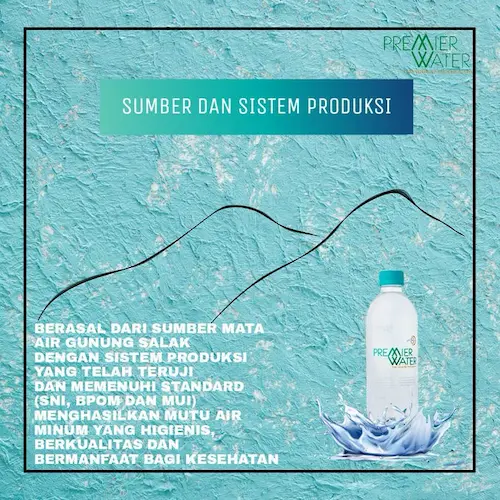 PREMIER
WATER
SUMBER DAN SISTEM PRODUKSI
BERASAL DARI SUMBER MATA
AIR GUNUNG SALAK
DENGAN SISTEM PRODUKSI
YANG TELAH TERUJI
DAN MEMENUHI STANDARD
(SNI, BPOM DAN MUI)
MENGHASILKAN MUTU AIR
MINUM YANG HIGIENIS,
BERKUALITAS DAN
BERMANFAAT BAGI KESEHATAN
PREMIER
WATER